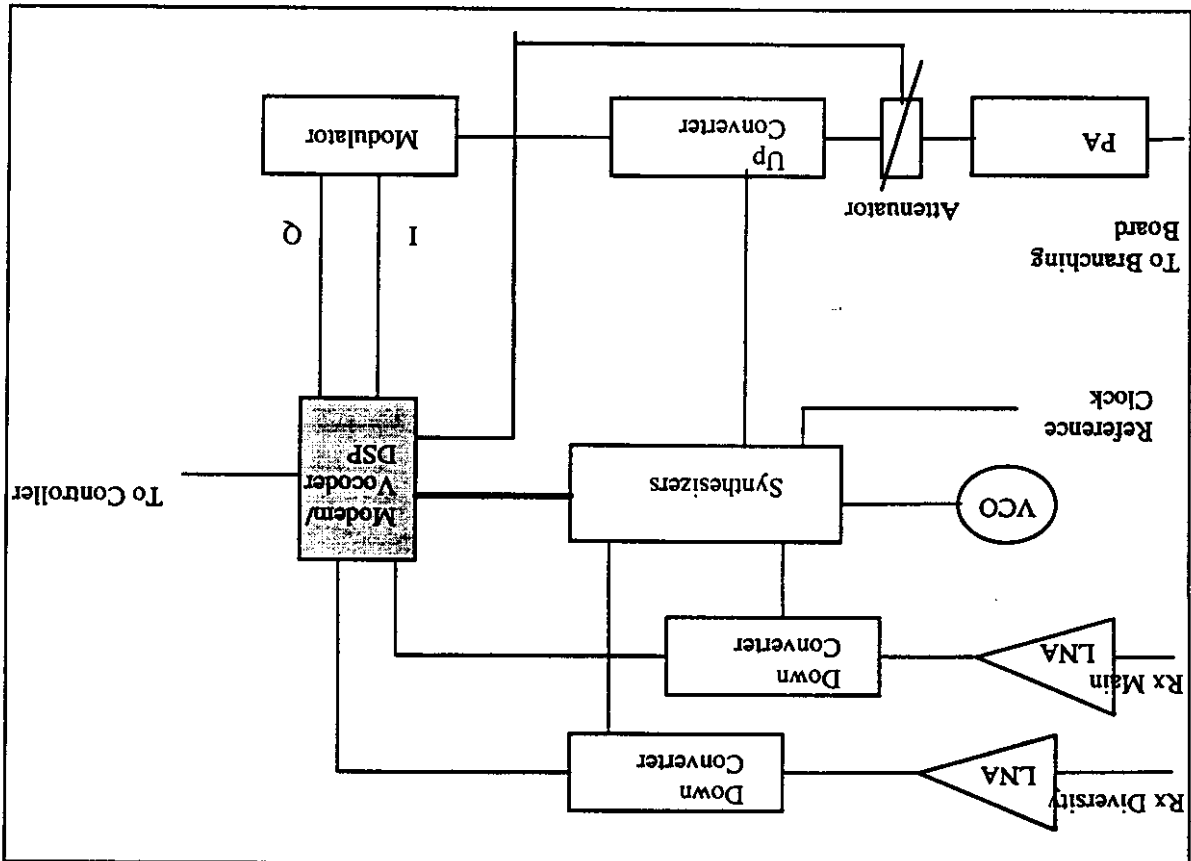 Rx Diversity
LNA
Down
Converter
Rx Main
LNA
Down
Converter
VCO
Synthesizers
Modem/
Vocoder
DSP
To Controller
Reference
Clock
I
Q
To Branching
Board
PA
Attenuator
Up
Converter
Modulator